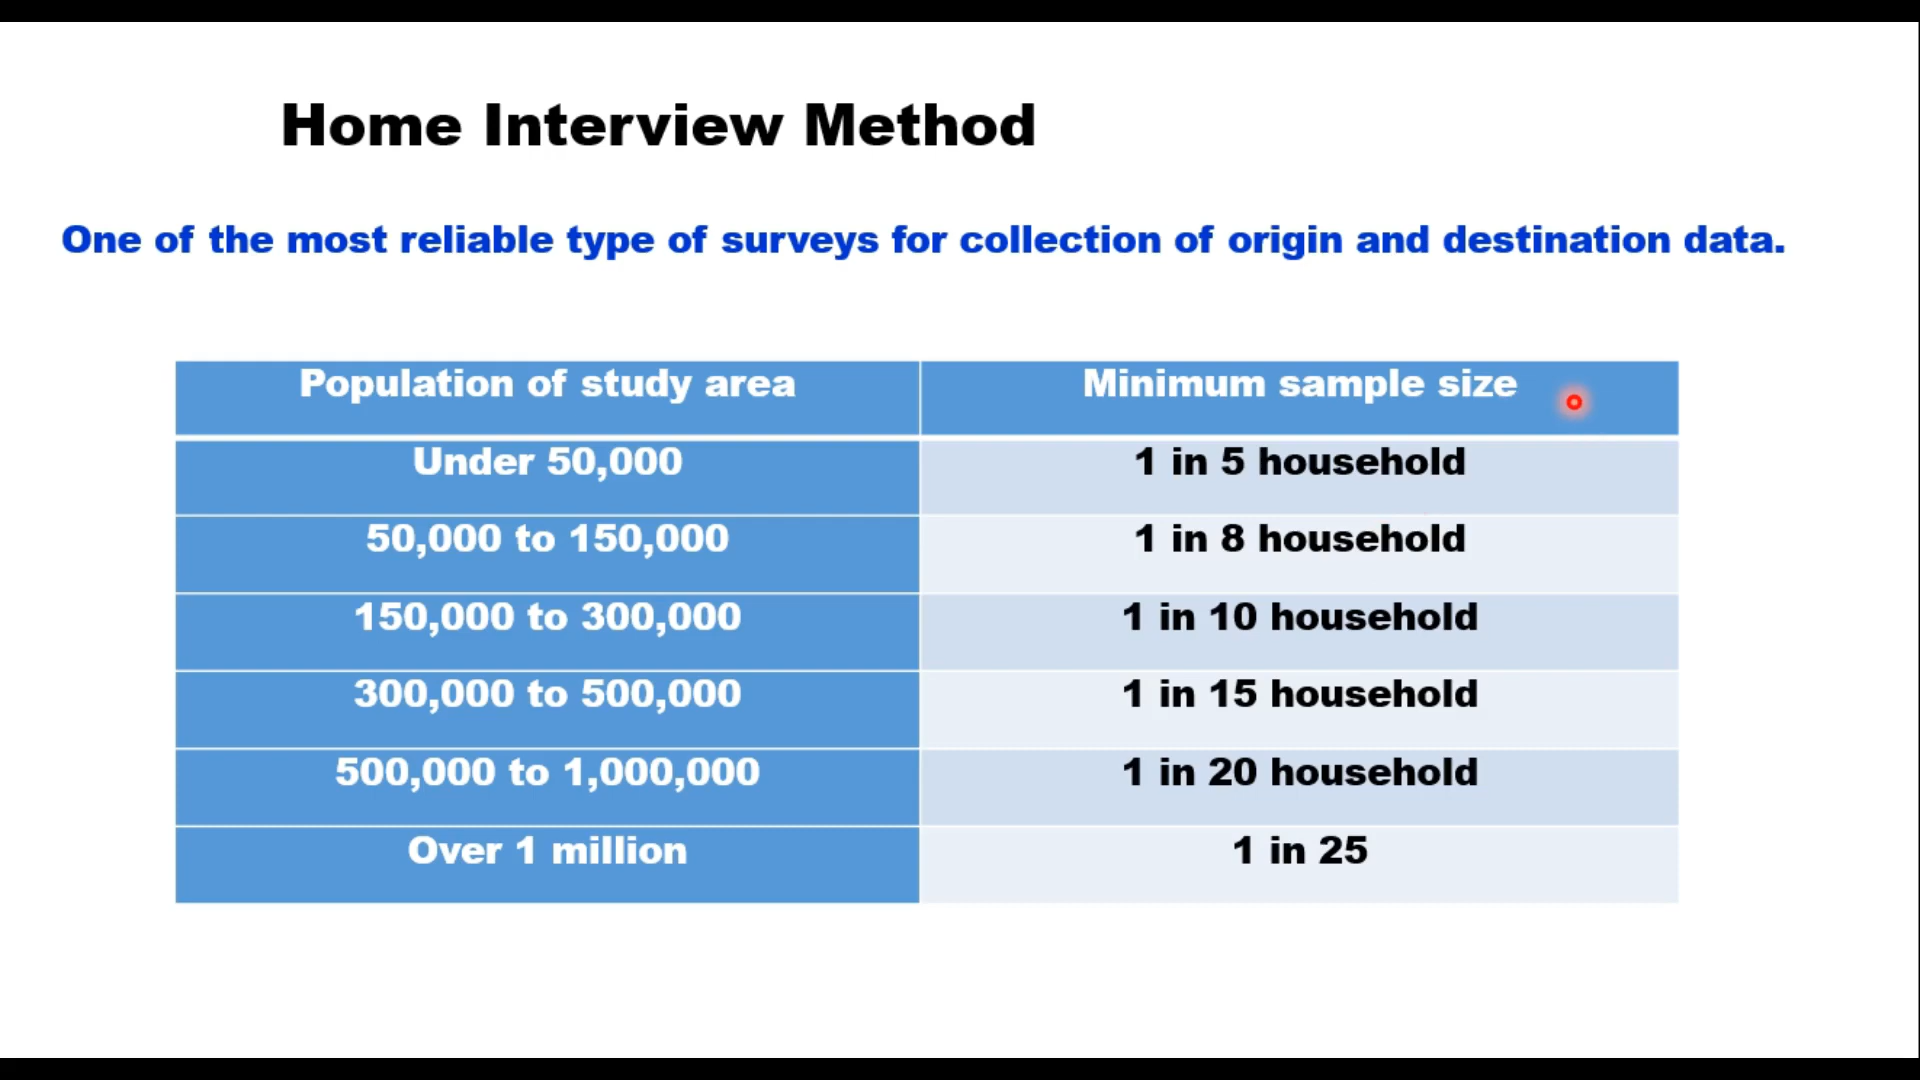 Home Interview Method
One of the most reliable type of surveys for collection of origin and destination data.
Population of study area Minimum sample size
Under 50,000 1 in 5 household
50,000 to 150,000 1 in 8 household
150,000 to 300,000 1 in 10 household
300,000 to 500,000 1 in 15 household
500,000 to 1,000,000 1 in 20 household
Over 1 million 1 in 25